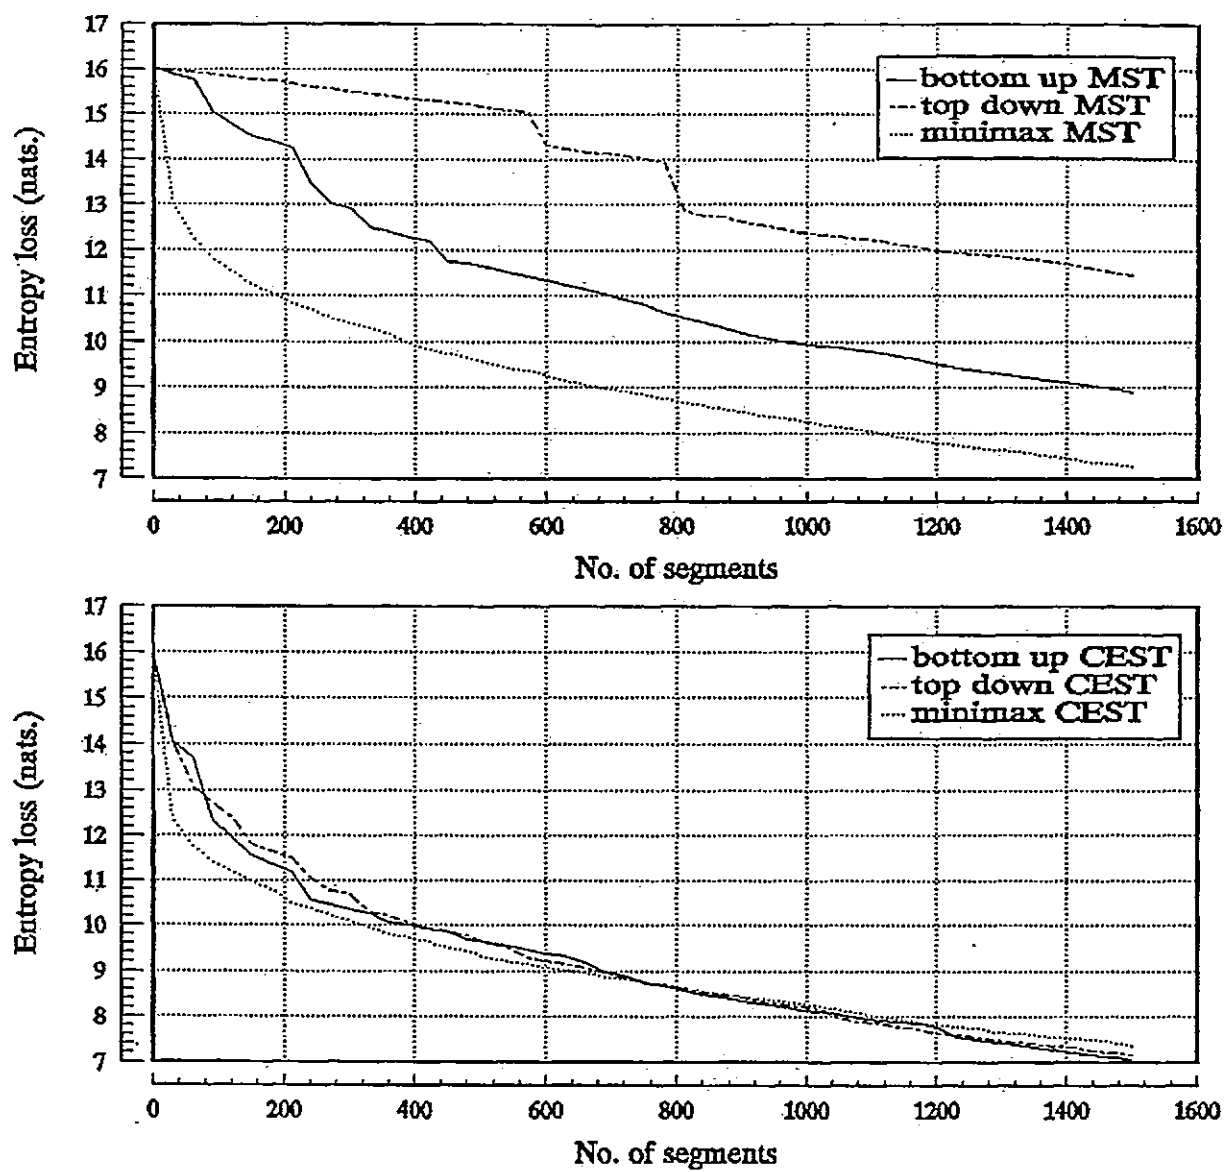 17
16
15
14
13
12
11
10
9
8
7
Entropy loss (nats.)
bottom up MST
top down MST
minimax MST
0 200 400 600 800 1000 1200 1400 1600
No. of segments
17
16
15
14
13
12
11
10
9
8
7
Entropy loss (nats.)
bottom up CEST
top down CEST
minimax CEST
0 200 400 600 800 1000 1200 1400 1600
No. of segments